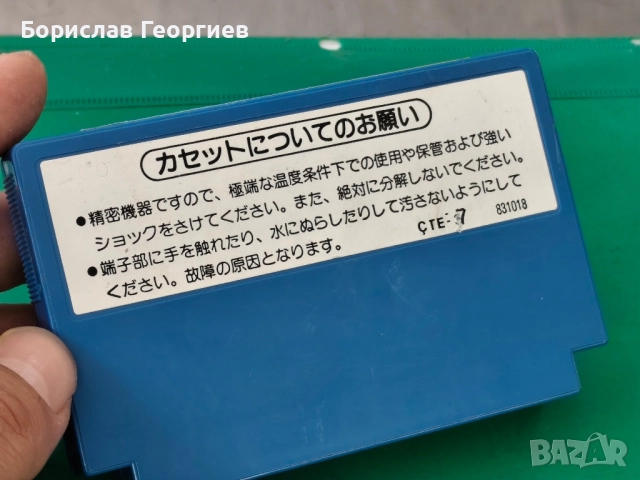 Борислав Георгиев
カセットについてのお願い
●精密機器ですので、極端な温度条件下での使用や保管および強い
ショックをさけてください。また、絶対に分解しないでください。
●端子部に手を触れたり、水にぬらしたりして汚さないようにして
ください。故障の原因となります。
CTE-7
831018
BAZAR